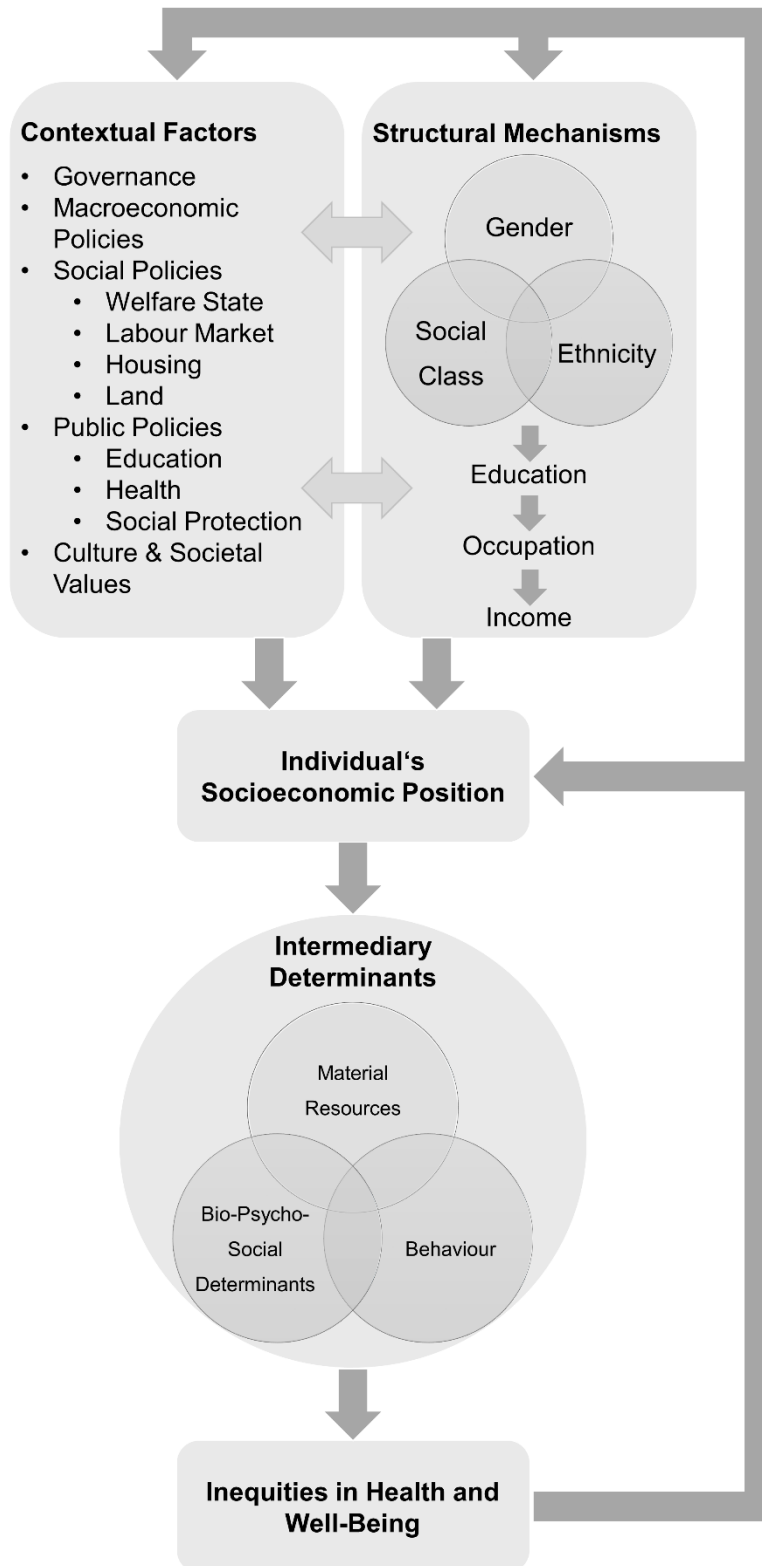 Contextual Factors
• Governance
• Macroeconomic
Policies
• Social Policies
• Welfare State
• Labour Market
• Housing
• Land
• Public Policies
• Education
• Health
• Social Protection
• Culture & Societal
Values
Structural Mechanisms
Gender
Social
Class
Ethnicity
Education
Occupation
Income
Individual‘s
Socioeconomic Position
Intermediary
Determinants
Material
Resources
Bio-Psycho-
Social
Determinants
Behaviour
Inequities in Health and
Well-Being